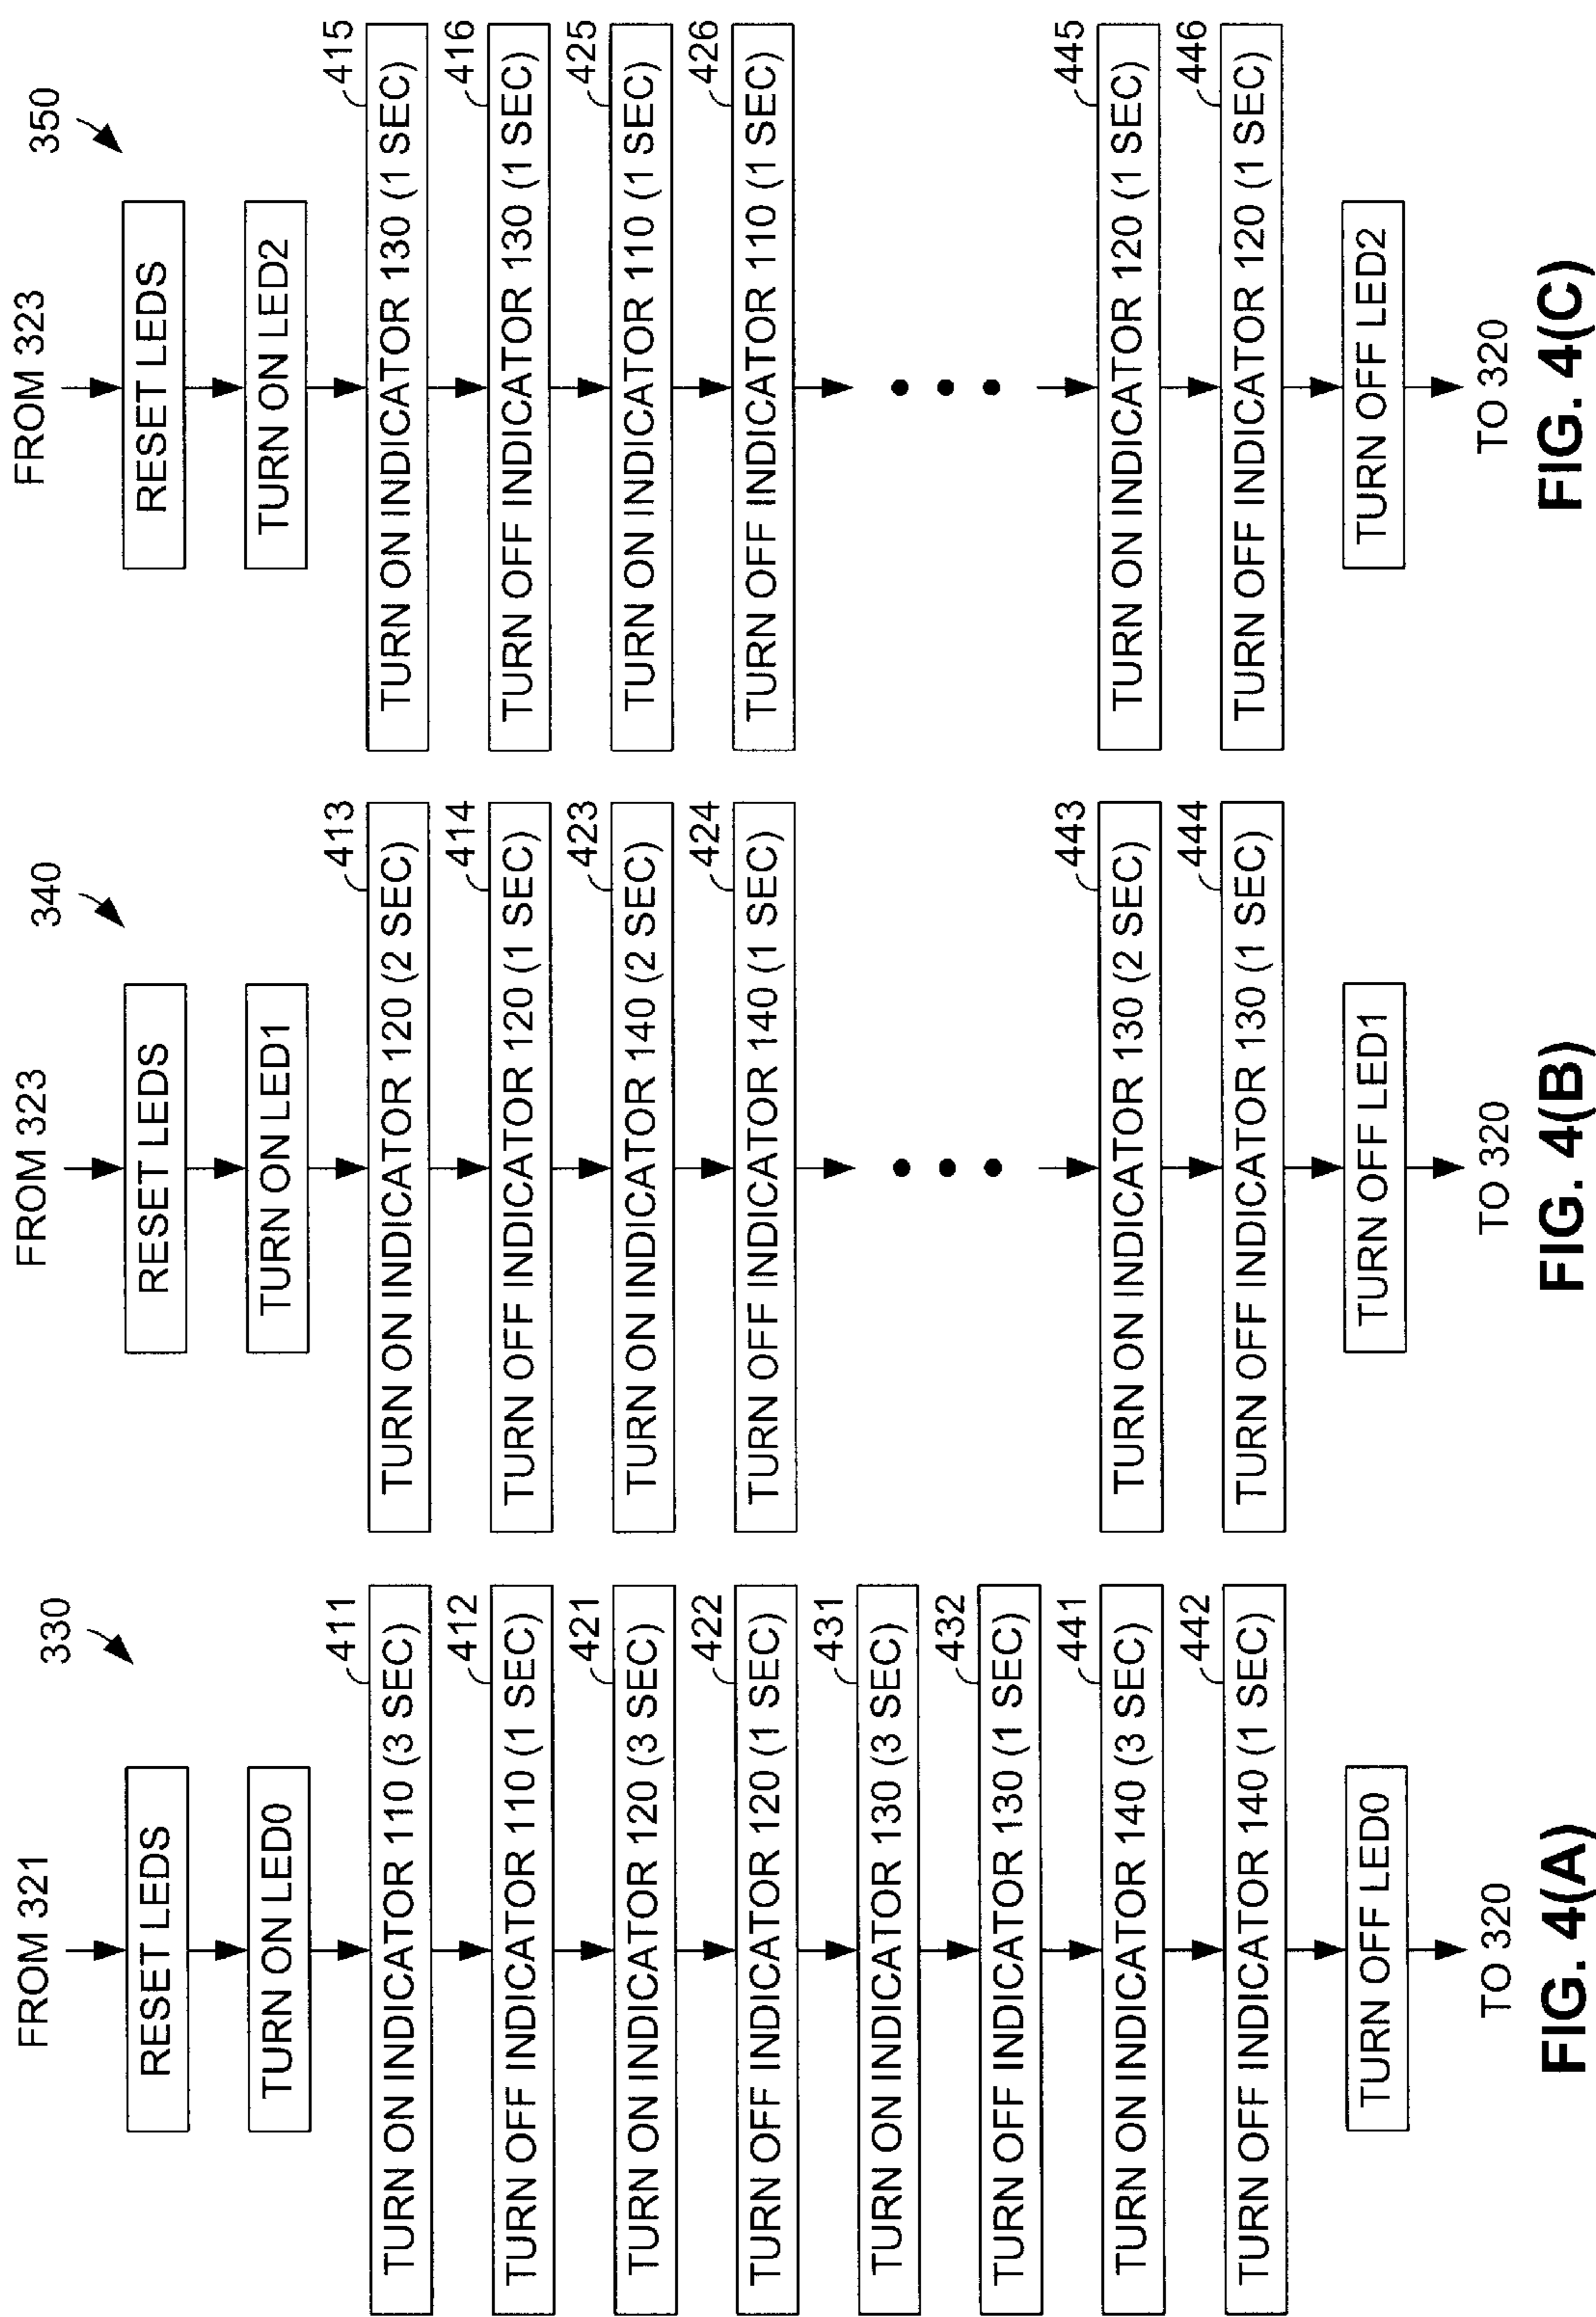 330
FROM 321
RESET LEDS
TURN ON LED0
411
TURN ON INDICATOR 110 (3 SEC)
412
TURN OFF INDICATOR 110 (1 SEC)
421
TURN ON INDICATOR 120 (3 SEC)
422
TURN OFF INDICATOR 120 (1 SEC)
431
TURN ON INDICATOR 130 (3 SEC)
432
TURN OFF INDICATOR 130 (1 SEC)
441
TURN ON INDICATOR 140 (3 SEC)
442
TURN OFF INDICATOR 140 (1 SEC)
TURN OFF LED0
TO 320
FIG. 4(A)
340
FROM 323
RESET LEDS
TURN ON LED1
413
TURN ON INDICATOR 120 (2 SEC)
414
TURN OFF INDICATOR 120 (1 SEC)
423
TURN ON INDICATOR 140 (2 SEC)
424
TURN OFF INDICATOR 140 (1 SEC)
443
TURN ON INDICATOR 130 (2 SEC)
444
TURN OFF INDICATOR 130 (1 SEC)
TURN OFF LED1
TO 320
FIG. 4(B)
350
FROM 323
RESET LEDS
TURN ON LED2
415
TURN ON INDICATOR 130 (1 SEC)
416
TURN OFF INDICATOR 130 (1 SEC)
425
TURN ON INDICATOR 110 (1 SEC)
426
TURN OFF INDICATOR 110 (1 SEC)
445
TURN ON INDICATOR 120 (1 SEC)
446
TURN OFF INDICATOR 120 (1 SEC)
TURN OFF LED2
TO 320
FIG. 4(C)